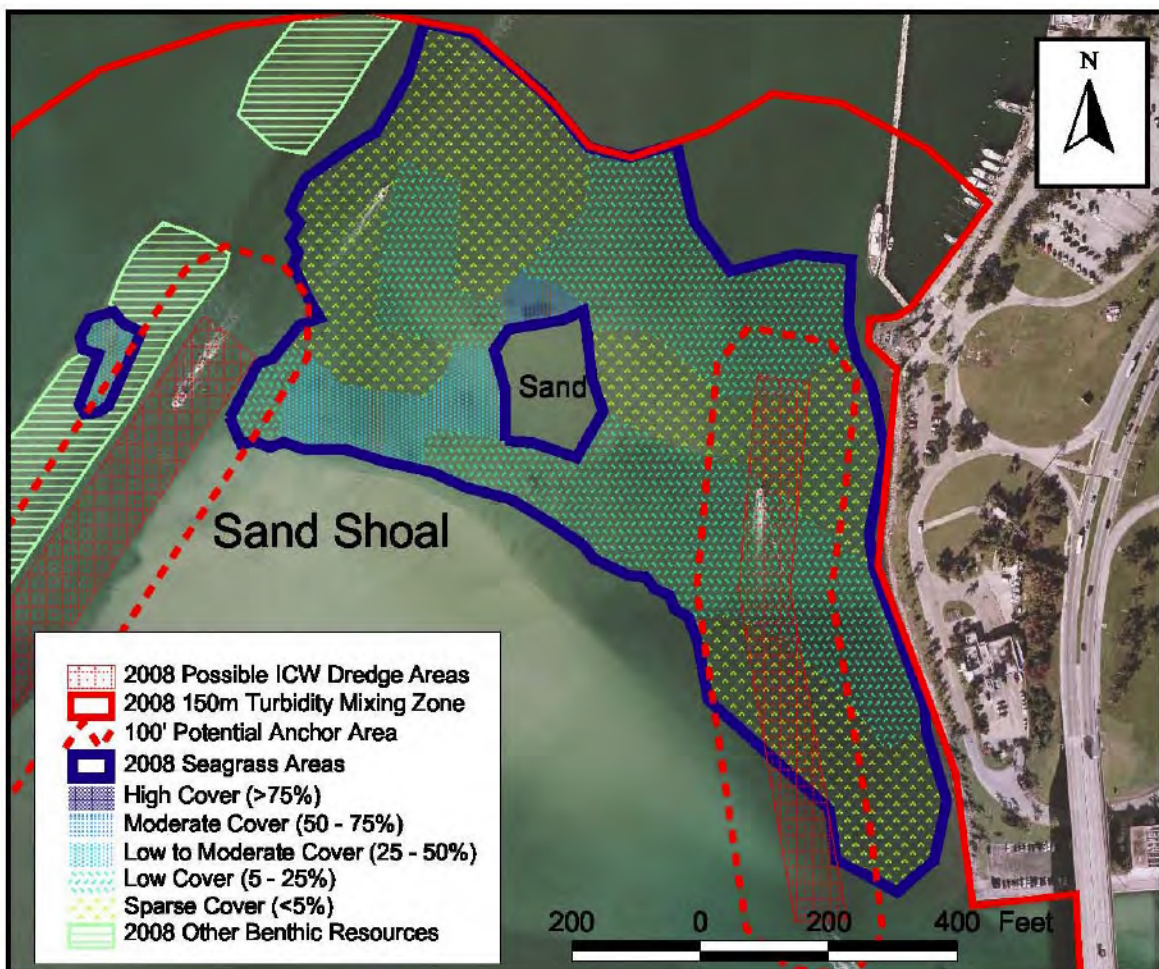 N
Sand
Sand Shoal
2008 Possible ICW Dredge Areas
2008 150m Turbidity Mixing Zone
100' Potential Anchor Area
2008 Seagrass Areas
High Cover (>75%)
Moderate Cover (50 - 75%)
Low to Moderate Cover (25 - 50%)
Low Cover (5 - 25%)
Sparse Cover (<5%)
2008 Other Benthic Resources
200 0 200 400 Feet